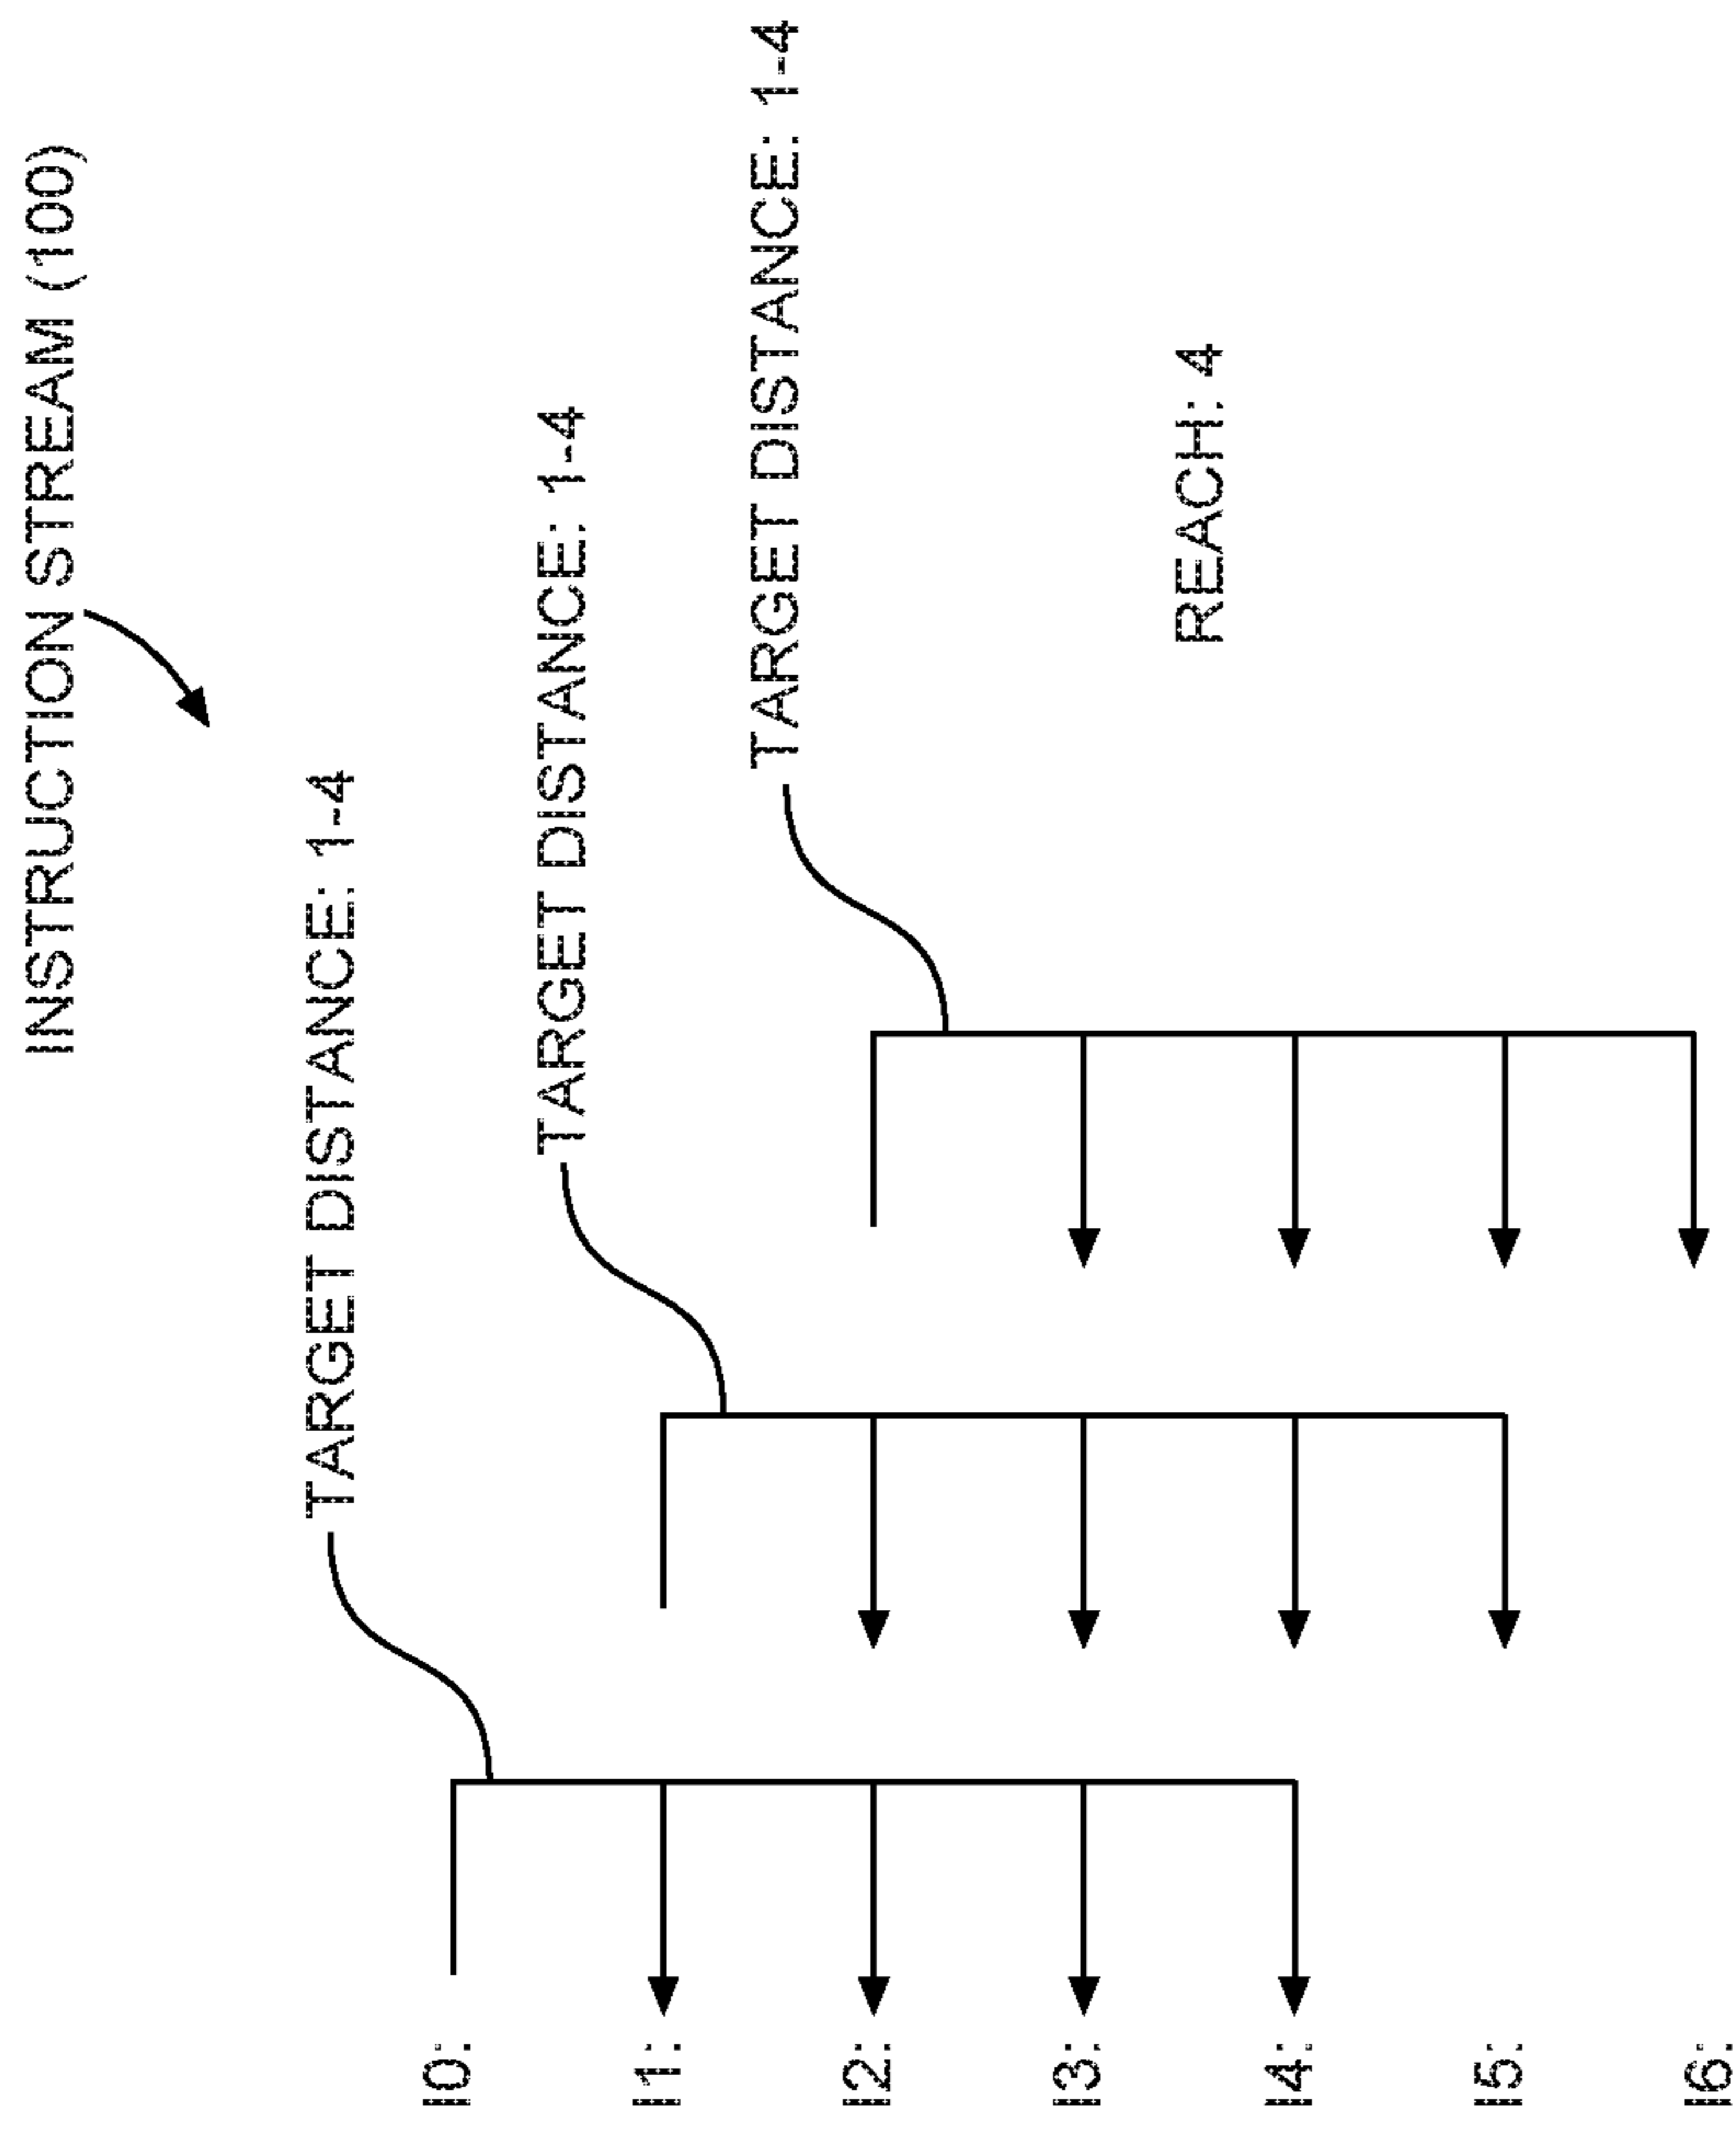 INSTRUCTION STREAM (100)
TARGET DISTANCE: 1-4
I0:
TARGET DISTANCE: 1-4
I1:
TARGET DISTANCE: 1-4
I2:
I3:
REACH: 4
I4:
I5:
I6: